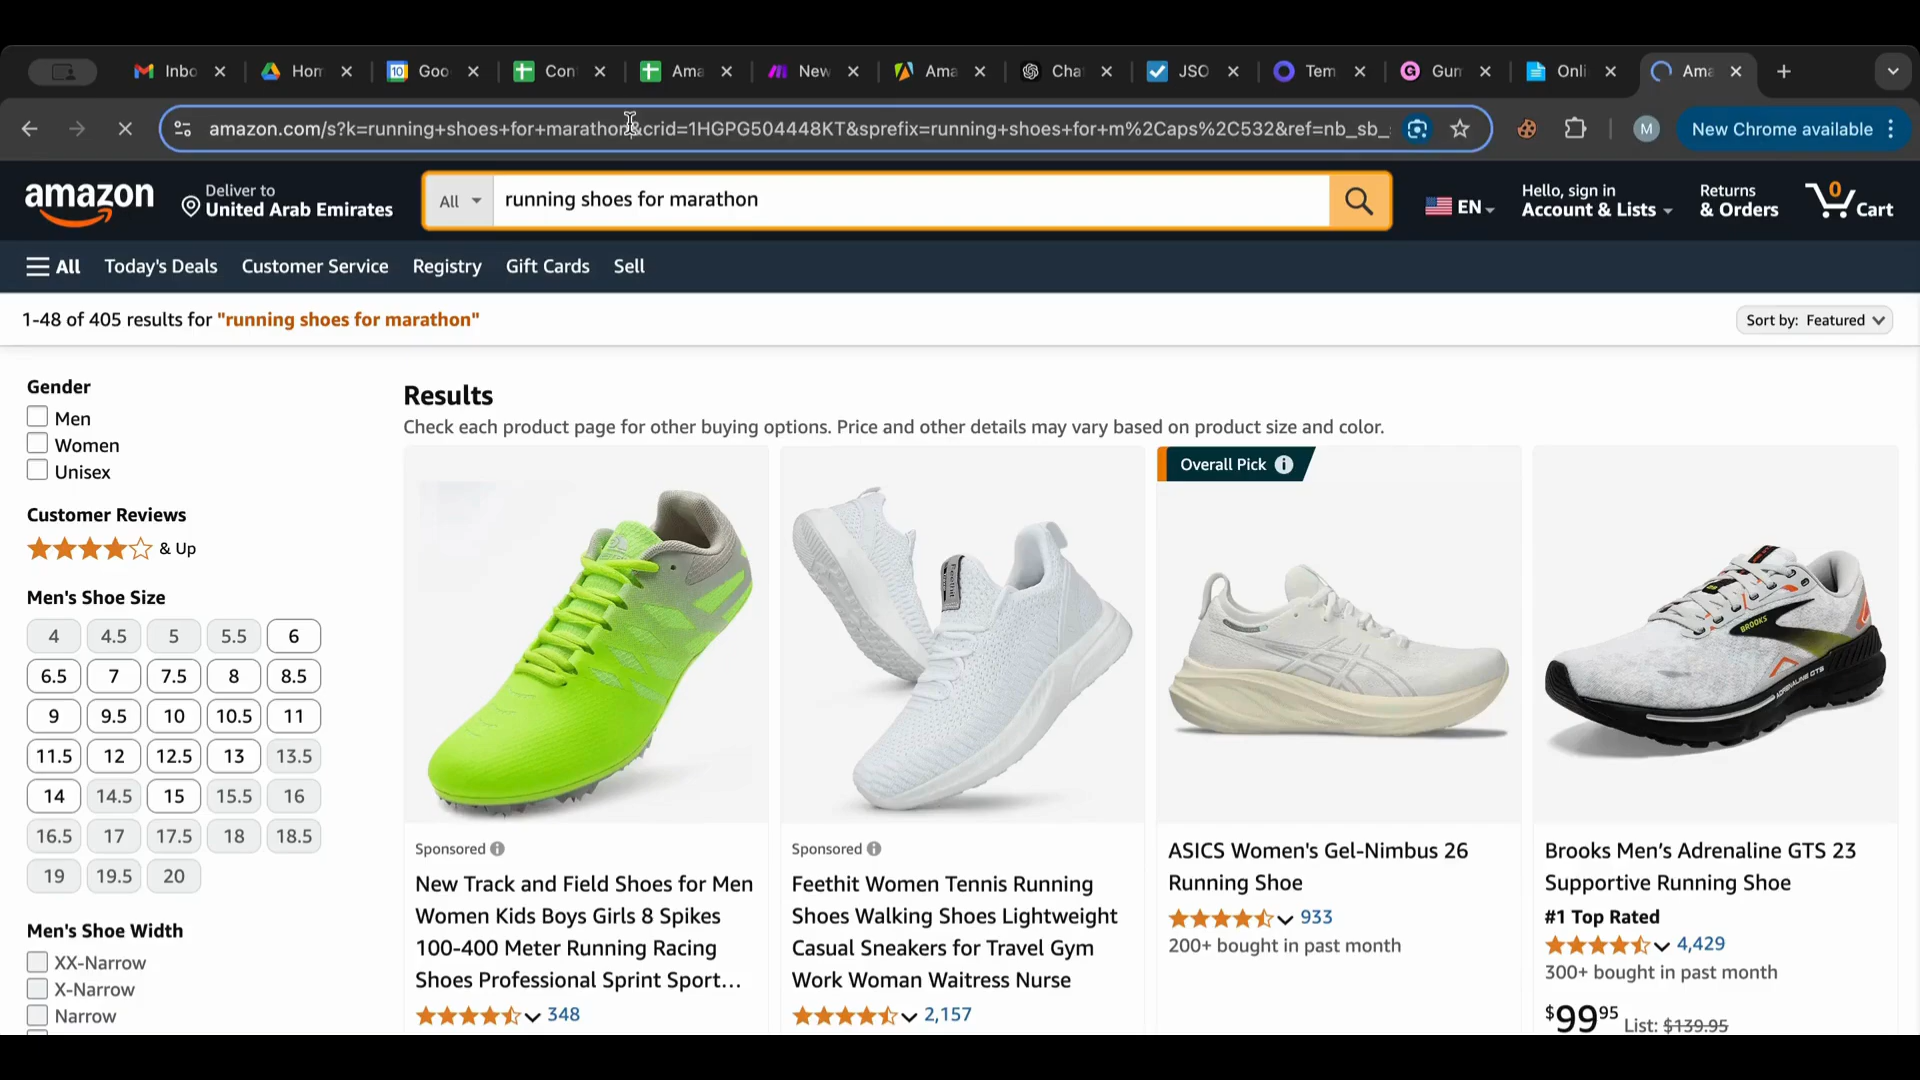 Inbo
Hon
10
Goo
Con
Ama
New
Ama
Cha
JSO
Tem
G
Gun
Onli
Ama
amazon.com/s?k=running+shoes+for+marathon&crid=1HGPG504448KT&sprefix=running+shoes+for+m%2Caps%2C532&ref=nb_sb_
M
New Chrome available
amazon
Deliver to
United Arab Emirates
All
running shoes for marathon
EN
Hello, sign in
Account & Lists
Returns
& Orders
0
Cart
All
Today's Deals
Customer Service
Registry
Gift Cards
Sell
1-48 of 405 results for "running shoes for marathon"
Sort by: Featured
Gender
Men
Women
Unisex
Customer Reviews
& Up
Men's Shoe Size
4 4.5 5 5.5 6
6.5 7 7.5 8 8.5
9 9.5 10 10.5 11
11.5 12 12.5 13 13.5
14 14.5 15 15.5 16
16.5 17 17.5 18 18.5
19 19.5 20
Men's Shoe Width
XX-Narrow
X-Narrow
Narrow
Results
Check each product page for other buying options. Price and other details may vary based on product size and color.
Sponsored
New Track and Field Shoes for Men
Women Kids Boys Girls 8 Spikes
100-400 Meter Running Racing
Shoes Professional Sprint Sport...
348
Sponsored
Feethit Women Tennis Running
Shoes Walking Shoes Lightweight
Casual Sneakers for Travel Gym
Work Woman Waitress Nurse
2,157
Overall Pick
ASICS Women's Gel-Nimbus 26
Running Shoe
933
200+ bought in past month
BROOKS
ADRENALINE GTS
Brooks Men's Adrenaline GTS 23
Supportive Running Shoe
#1 Top Rated
4,429
300+ bought in past month
$99.95 List: $139.95